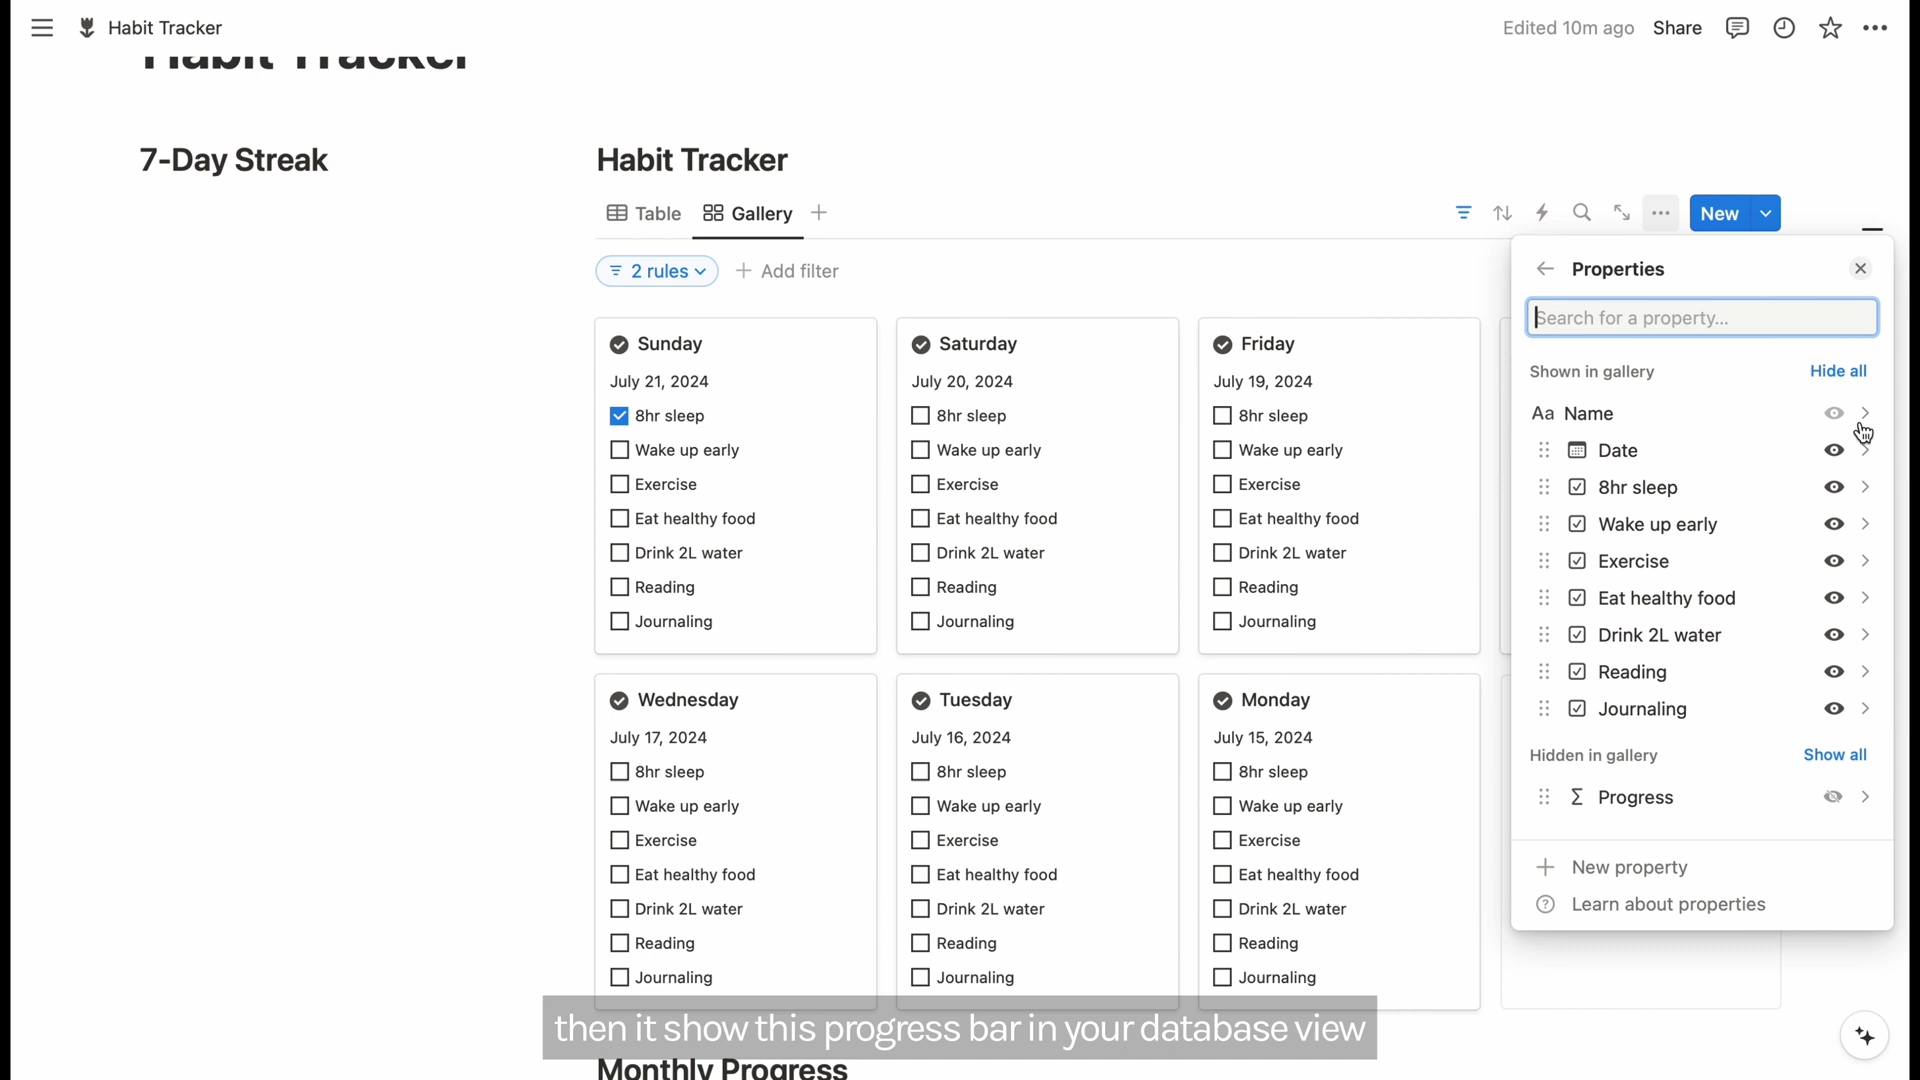 Habit Tracker
Edited 10m ago
Share
Habit Tracker
7-Day Streak
Habit Tracker
Table
Gallery
New
2 rules
Add filter
Sunday
July 21, 2024
8hr sleep
Wake up early
Exercise
Eat healthy food
Drink 2L water
Reading
Journaling
Saturday
July 20, 2024
8hr sleep
Wake up early
Exercise
Eat healthy food
Drink 2L water
Reading
Journaling
Friday
July 19, 2024
8hr sleep
Wake up early
Exercise
Eat healthy food
Drink 2L water
Reading
Journaling
Wednesday
July 17, 2024
8hr sleep
Wake up early
Exercise
Eat healthy food
Drink 2L water
Reading
Journaling
Tuesday
July 16, 2024
8hr sleep
Wake up early
Exercise
Eat healthy food
Drink 2L water
Reading
Journaling
Monday
July 15, 2024
8hr sleep
Wake up early
Exercise
Eat healthy food
Drink 2L water
Reading
Journaling
Properties
Search for a property...
Shown in gallery
Hide all
Aa Name
Date
8hr sleep
Wake up early
Exercise
Eat healthy food
Drink 2L water
Reading
Journaling
Hidden in gallery
Show all
Σ Progress
New property
Learn about properties
then it show this progress bar in your database view
Monthly Progress